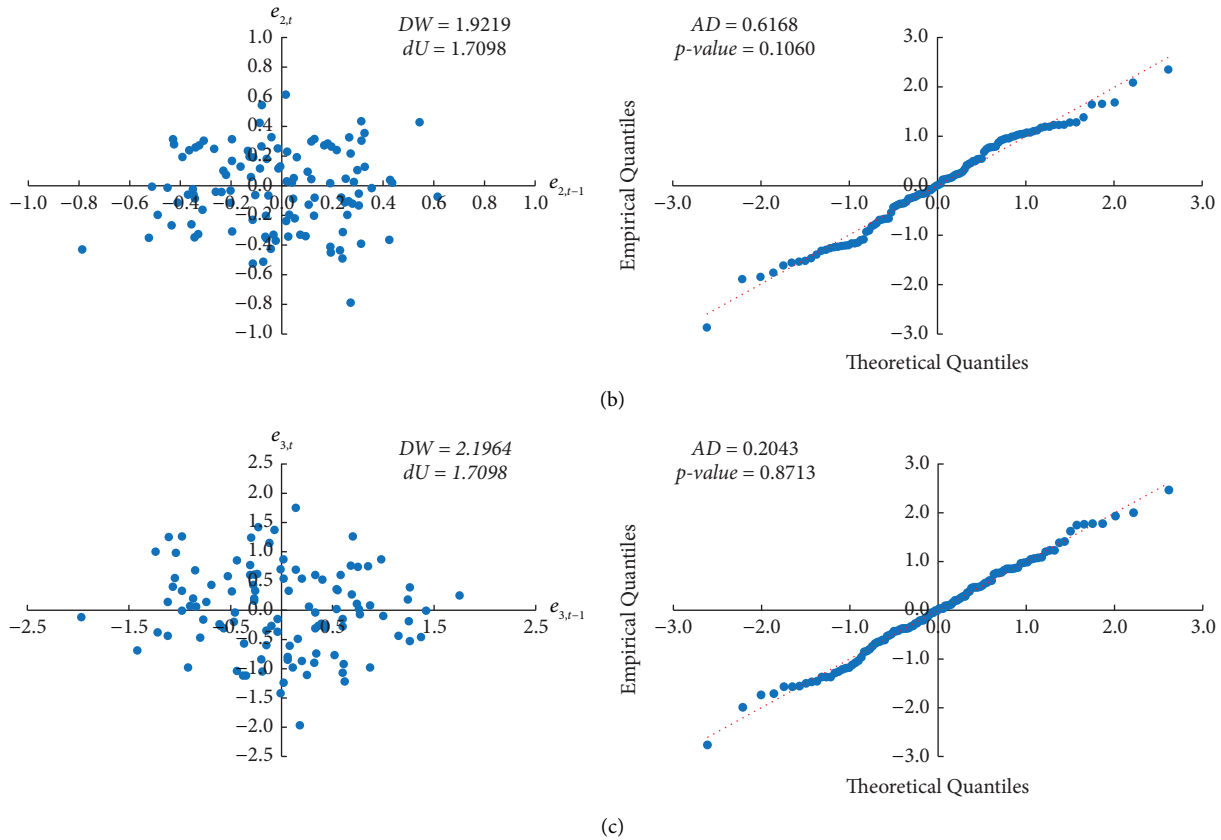 e2,t
DW = 1.9219
dU = 1.7098
1.0
0.8
0.6
0.4
0.2
0.0
−0.2
−0.4
−0.6
−0.8
−1.0
−1.0 −0.8 −0.6 −0.4 −0.2 0.0 0.2 0.4 0.6 0.8 1.0
e2,t−1
AD = 0.6168
p-value = 0.1060
3.0
2.0
1.0
0.0
−1.0
−2.0
−3.0
−3.0 −2.0 −1.0 0.0 1.0 2.0 3.0
Empirical Quantiles
Theoretical Quantiles
(b)
e3,t
DW = 2.1964
dU = 1.7098
2.5
2.0
1.5
1.0
0.5
0.0
−0.5
−1.0
−1.5
−2.0
−2.5
−2.5 −1.5 −0.5 0.5 1.5 2.5
e3,t−1
AD = 0.2043
p-value = 0.8713
3.0
2.0
1.0
0.0
−1.0
−2.0
−3.0
−3.0 −2.0 −1.0 0.0 1.0 2.0 3.0
Empirical Quantiles
Theoretical Quantiles
(c)